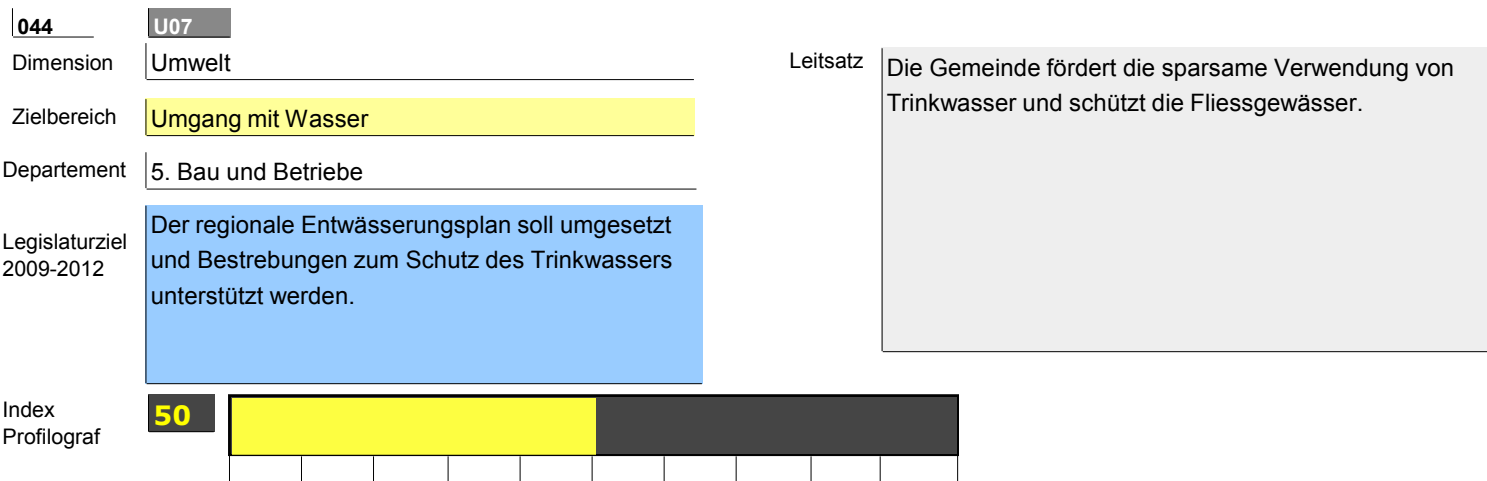 044 U07
Dimension Umwelt
Zielbereich Umgang mit Wasser
Departement 5. Bau und Betriebe
Legislaturziel
2009-2012
Der regionale Entwässerungsplan soll umgesetzt
und Bestrebungen zum Schutz des Trinkwassers
unterstützt werden.
Leitsatz
Die Gemeinde fördert die sparsame Verwendung von
Trinkwasser und schützt die Fliessgewässer.
Index
Profilograf
50